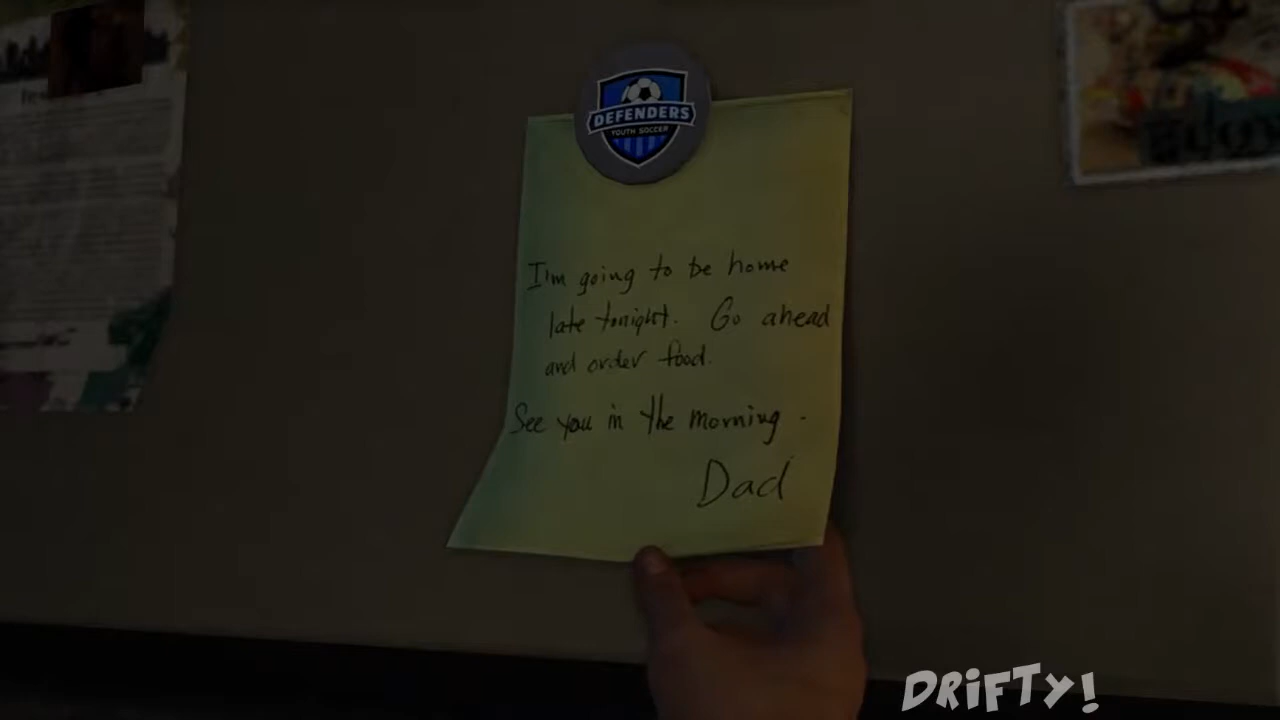 DEFENDERS
YOUTH SOCCER
I'm going to be home
late tonight. Go ahead
and order food.
See you in the morning -
Dad
DRiFTy!